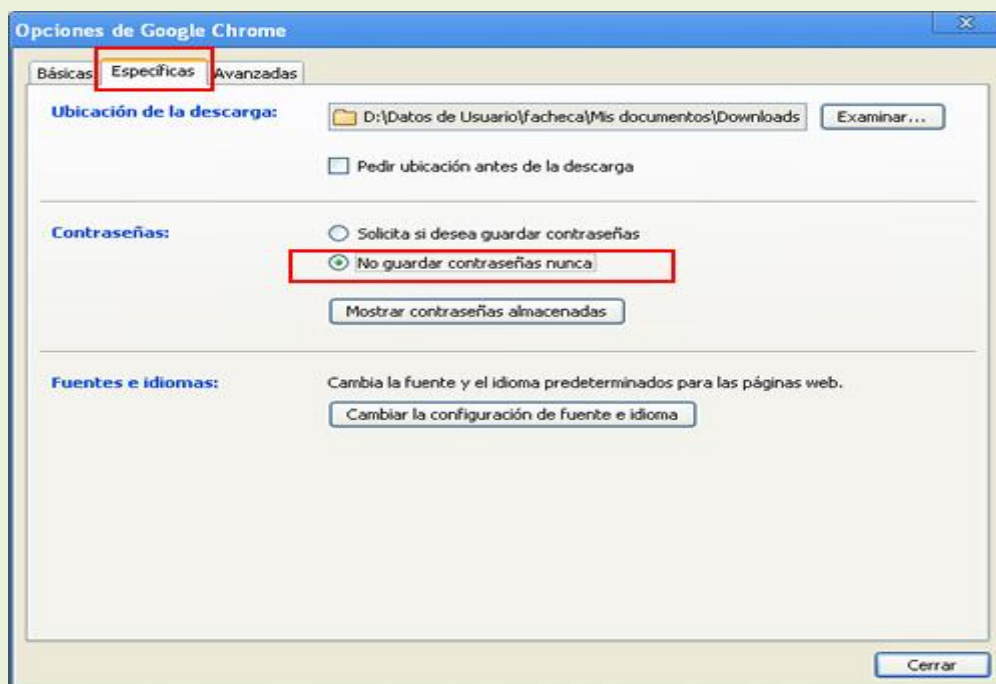 Opciones de Google Chrome
Básicas Específicas Avanzadas
Ubicación de la descarga: D:\Datos de Usuario\facheca\Mis documentos\Downloads Examinar...
Pedir ubicación antes de la descarga
Contraseñas: Solicita si desea guardar contraseñas
No guardar contraseñas nunca
Mostrar contraseñas almacenadas
Fuentes e idiomas: Cambia la fuente y el idioma predeterminados para las páginas web.
Cambiar la configuración de fuente e idioma
Cerrar